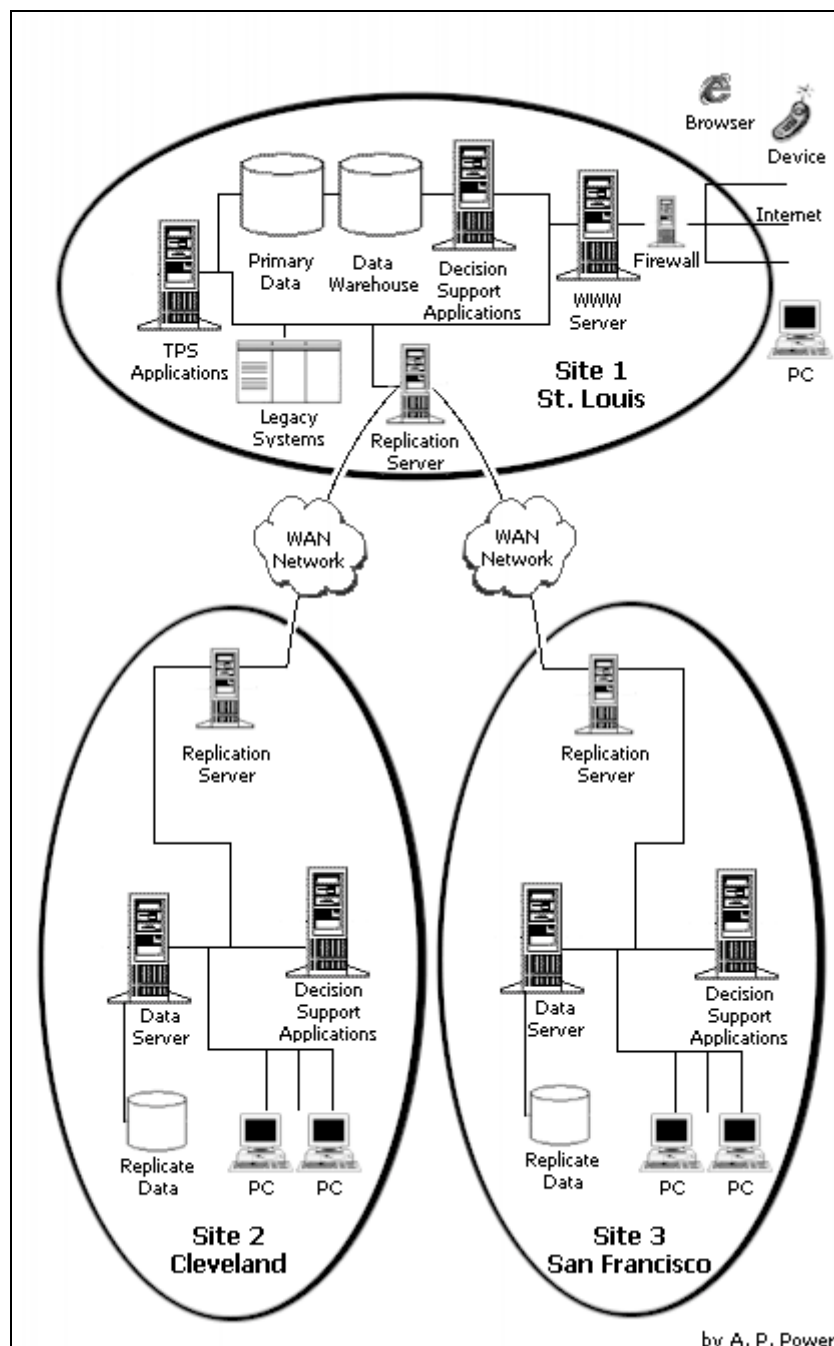 Browser
Device
Internet
Primary
Data
Data
Warehouse
Decision
Support
Applications
WWW
Server
Firewall
TPS
Applications
Legacy
Systems
Replication
Server
Site 1
St. Louis
PC
WAN
Network
WAN
Network
Replication
Server
Data
Server
Decision
Support
Applications
Replicate
Data
PC
PC
Site 2
Cleveland
Replication
Server
Data
Server
Decision
Support
Applications
Replicate
Data
PC
PC
Site 3
San Francisco
by A. P. Power